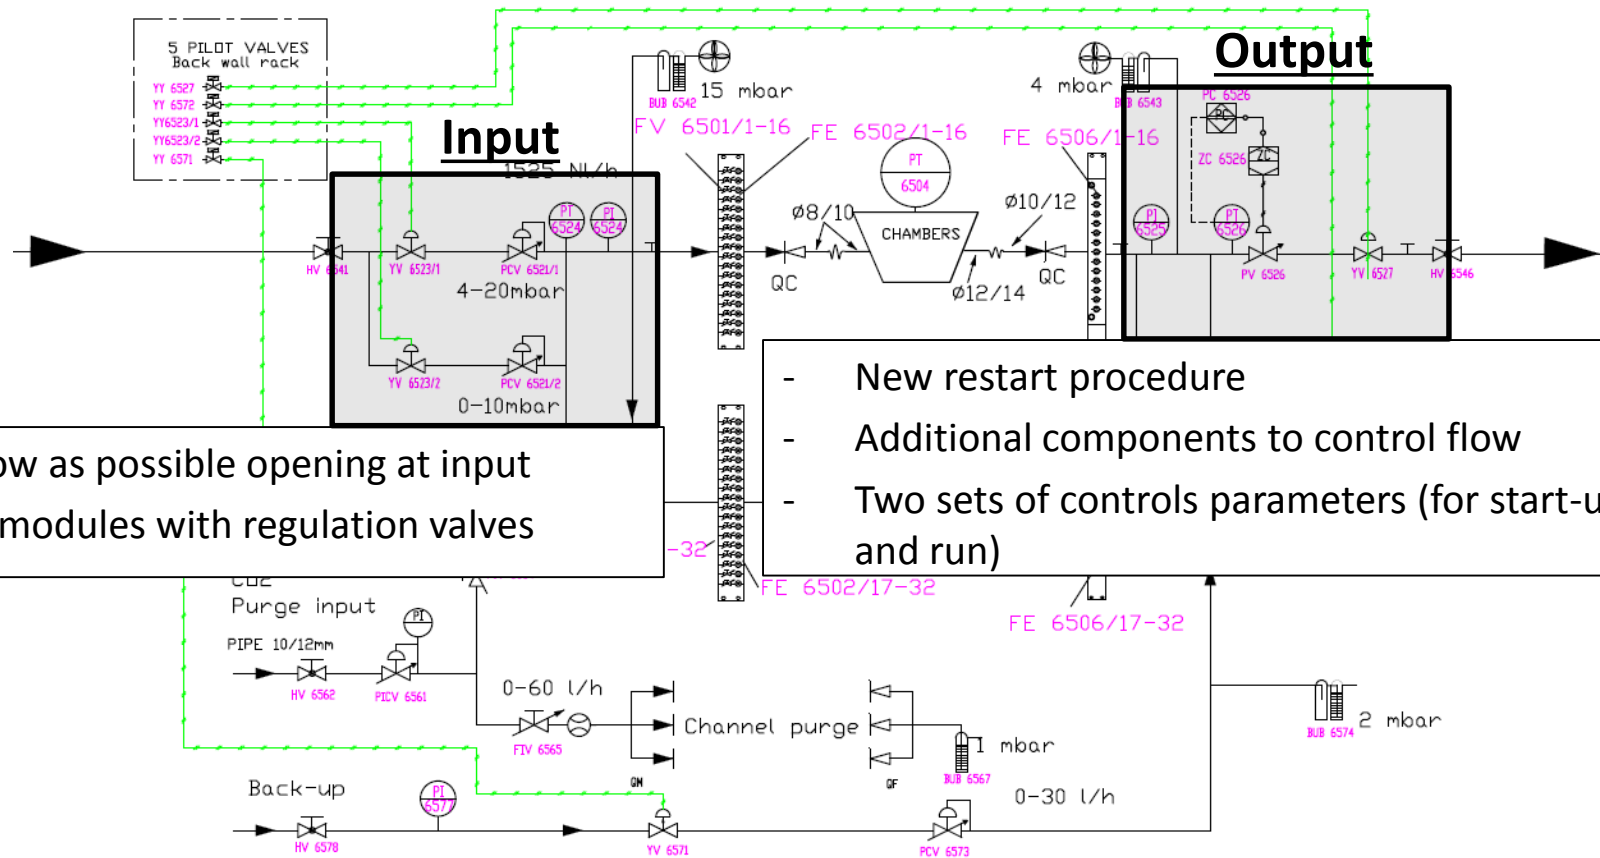 5 PILOT VALVES
Back wall rack
YY 6527
YY 6572
YY6523/1
YY6523/2
YY 6571
Input
1525 Nl/h
BUB 6542
15 mbar
FV 6501/1-16
FE 6502/1-16
PT
6504
CHAMBERS
Ø8/10
QC
Ø10/12
Ø12/14
QC
4 mbar
BUB 6543
FE 6506/1-16
Output
PC 6526
PC
ZC 6526
ZC
PI
6525
PT
6526
PV 6526
YV 6527
HV 6546
HV 6541
YV 6523/1
PCV 6521/1
PT
6524
PI
6524
4-20mbar
YV 6523/2
PCV 6521/2
0-10mbar
ow as possible opening at input
modules with regulation valves
- New restart procedure
- Additional components to control flow
- Two sets of controls parameters (for start-u
and run)
-32
FE 6502/17-32
FE 6506/17-32
CO2
Purge input
PIPE 10/12mm
HV 6562
PICV 6561
PI
0-60 l/h
FIV 6565
Channel purge
QM
QF
1 mbar
BUB 6567
BUB 6574
2 mbar
Back-up
HV 6578
PI
6577
YV 6571
PCV 6573
0-30 l/h